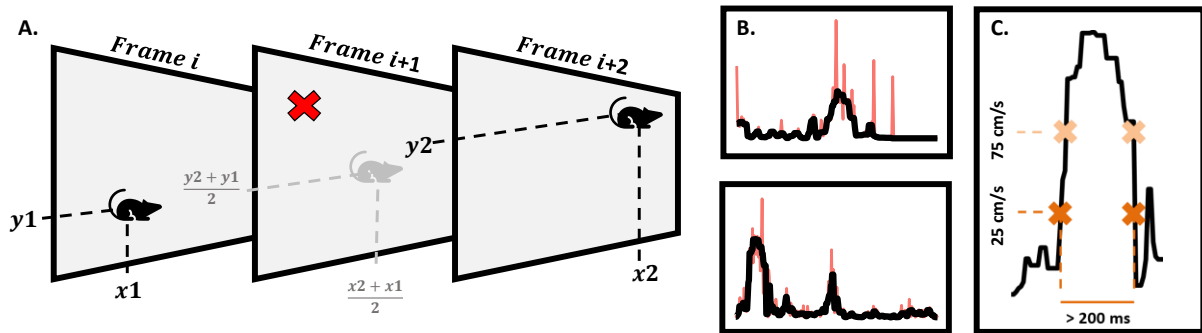 A.
Frame i
Frame i+1
Frame i+2
y1
x1
y2 + y1
2
x2 + x1
2
y2
x2
B.
C.
75 cm/s
25 cm/s
> 200 ms